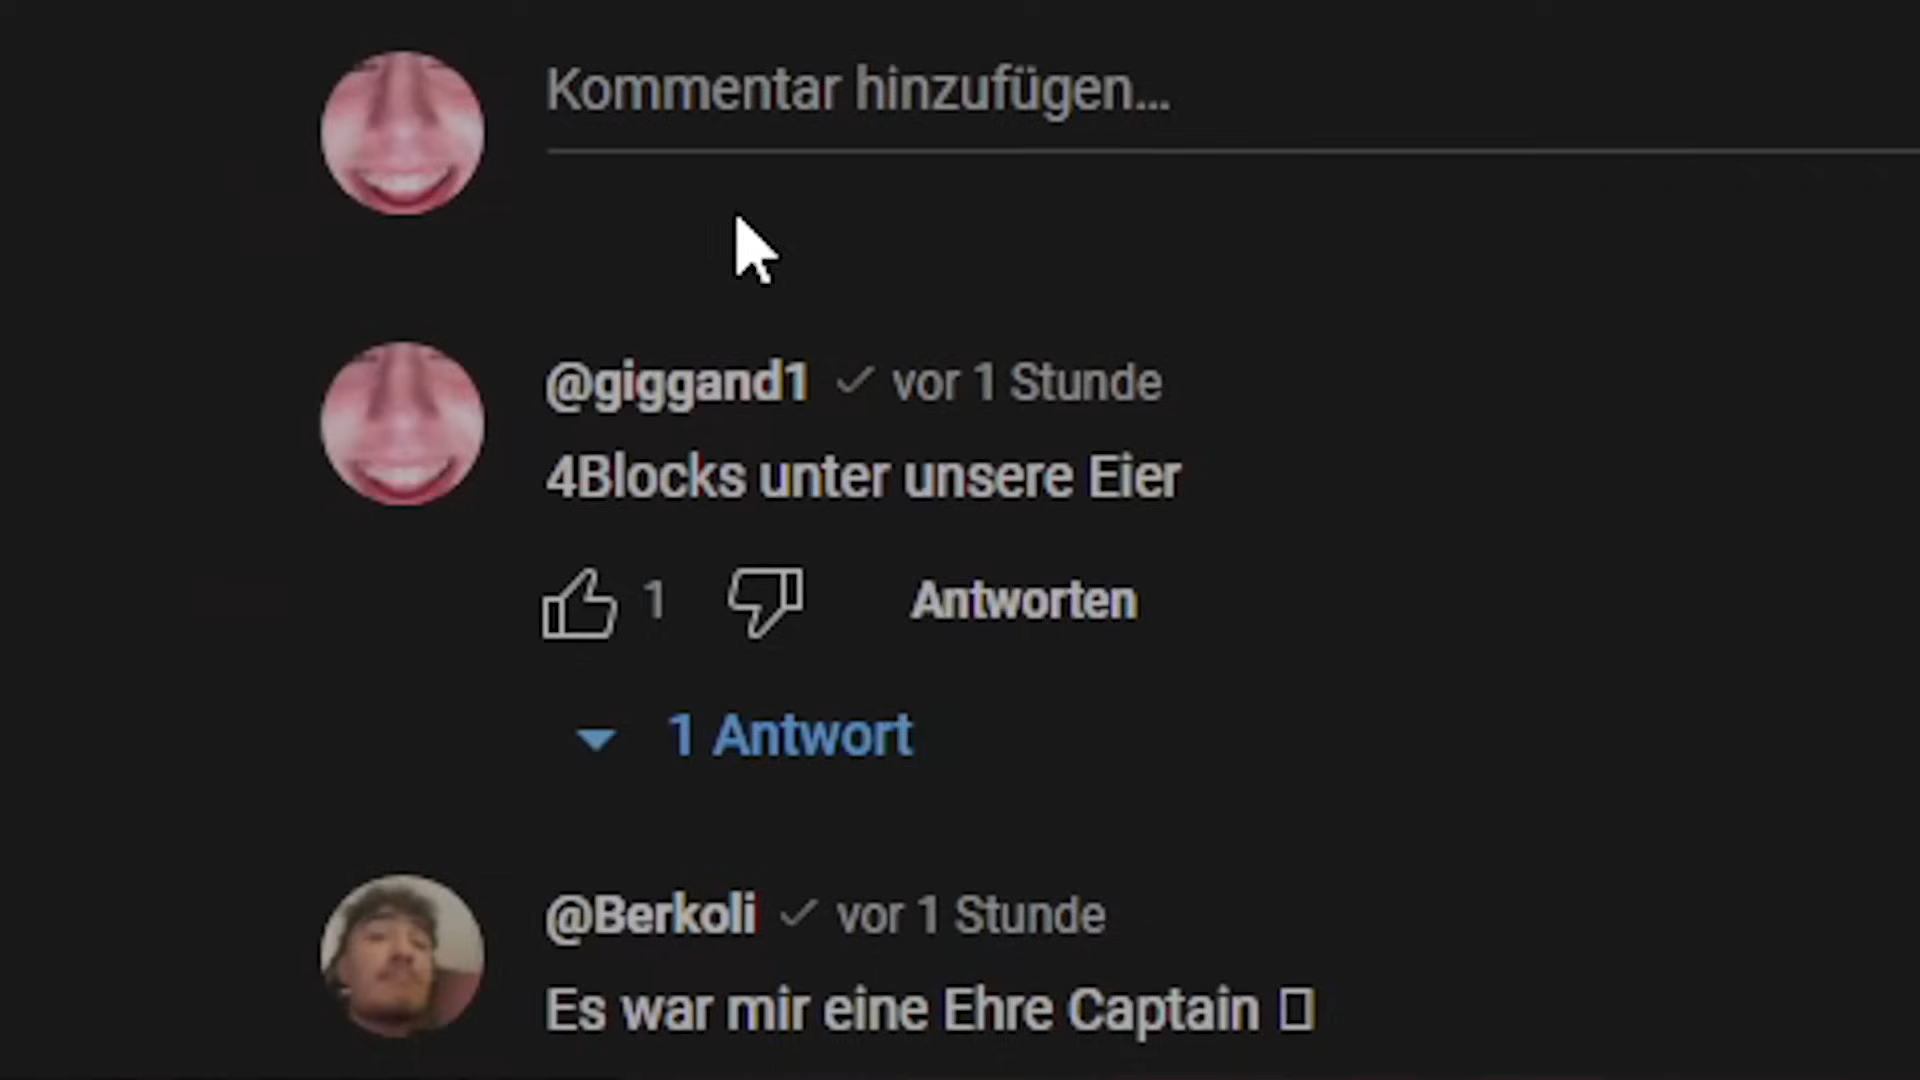 Kommentar hinzufügen...
@giggand1 ✓ vor 1 Stunde
4Blocks unter unsere Eier
1 Antworten
1 Antwort
@Berkoli ✓ vor 1 Stunde
Es war mir eine Ehre Captain